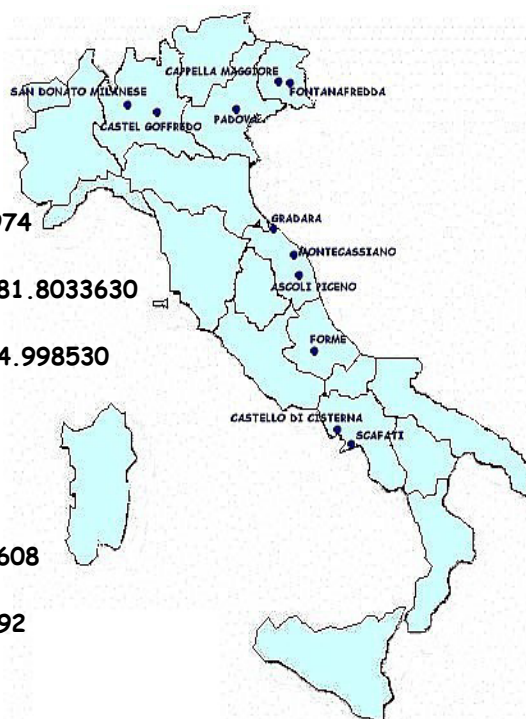 CAPPELLA MAGGIORE
SAN DONATO MILANESE
FONTANAFREDDA
CASTEL GOFFREDO
PADOVA
GRADARA
974
MONTECASSIANO
ASCOLI PICENO
81.8033630
FORME
4.998530
CASTELLO DI CISTERNA
SCAFATI
608
92